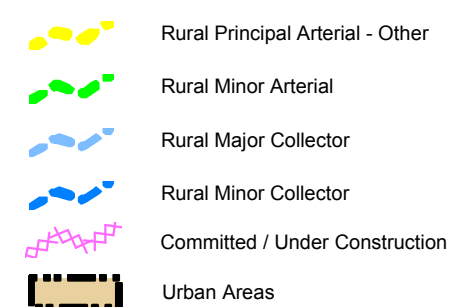 Rural Principal Arterial - Other
Rural Minor Arterial
Rural Major Collector
Rural Minor Collector
Committed / Under Construction
Urban Areas